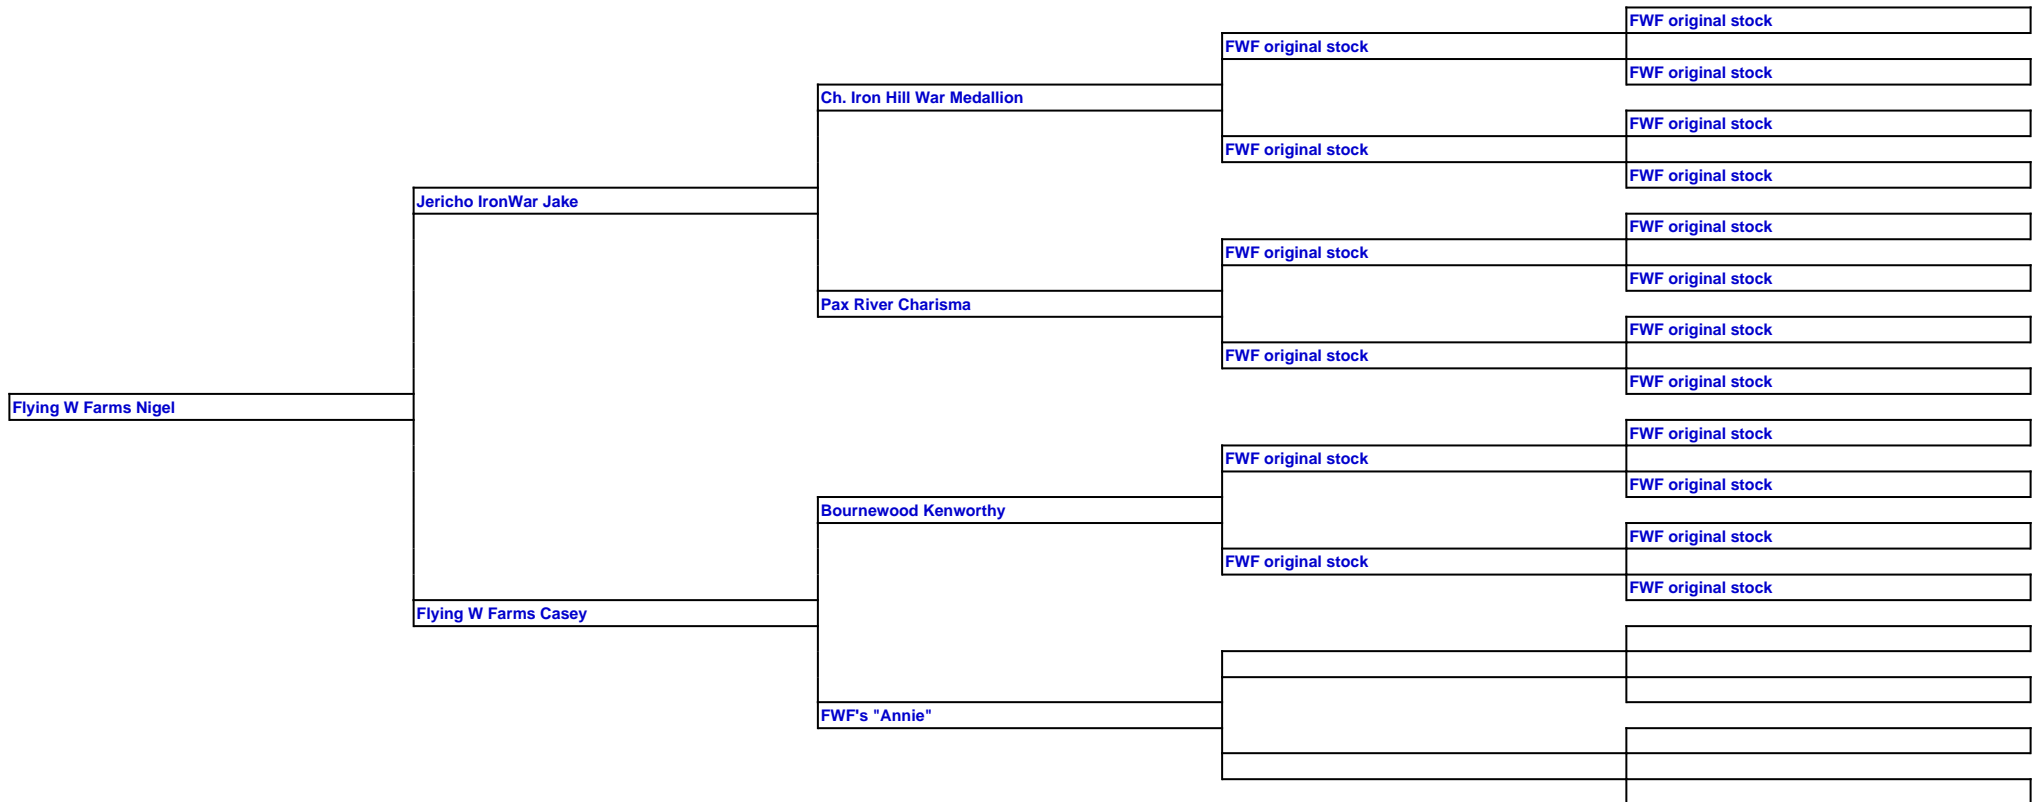 FWF original stock
FWF original stock
FWF original stock
Ch. Iron Hill War Medallion
FWF original stock
FWF original stock
FWF original stock
Jericho IronWar Jake
FWF original stock
FWF original stock
FWF original stock
Pax River Charisma
FWF original stock
FWF original stock
FWF original stock
Flying W Farms Nigel
FWF original stock
FWF original stock
FWF original stock
Bournewood Kenworthy
FWF original stock
FWF original stock
FWF original stock
Flying W Farms Casey
FWF's "Annie"